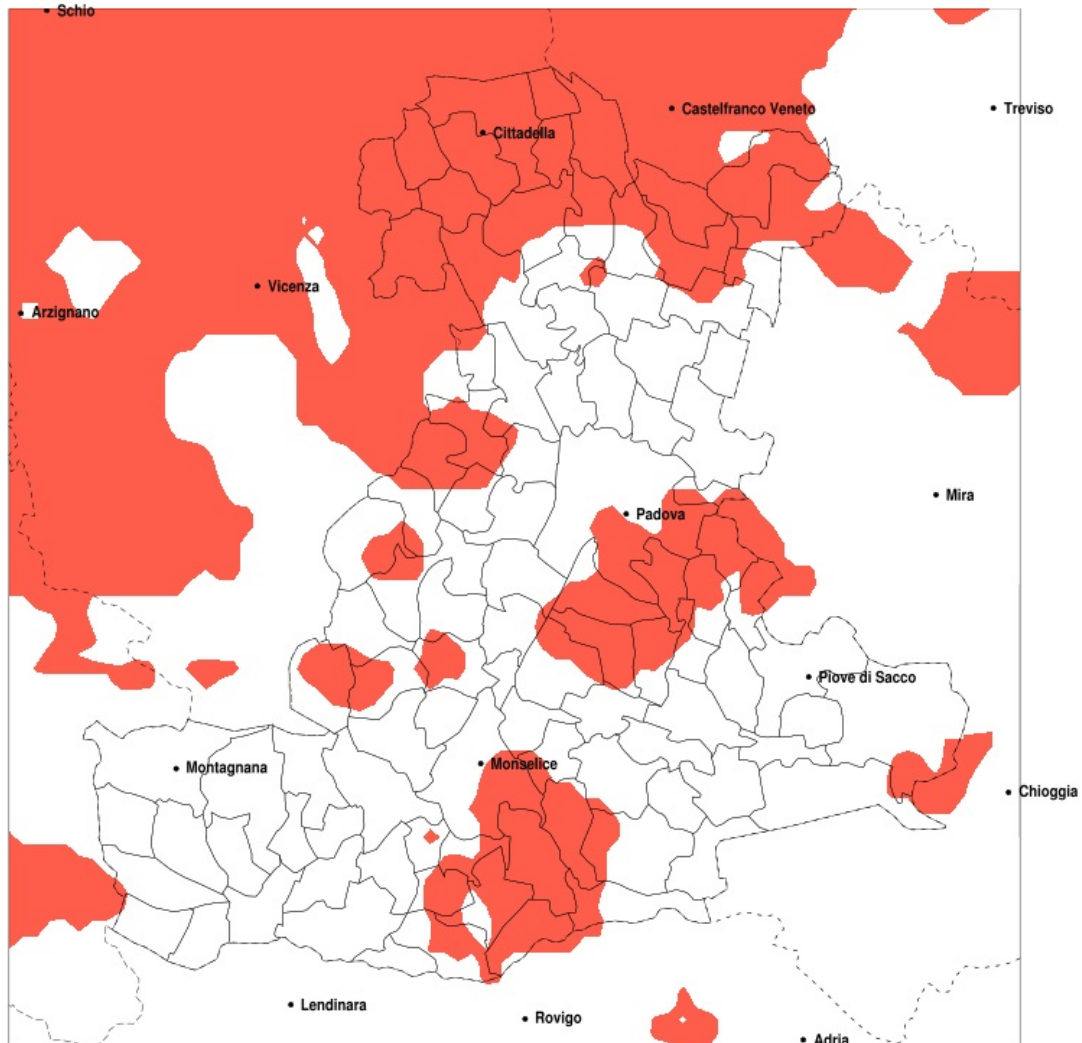 Schio
Castelfranco Veneto
Treviso
Cittadella
Vicenza
Arzignano
Mira
Padova
Piove di Sacco
Monselice
Montagnana
Chioggia
Lendinara
Rovigo
Adria